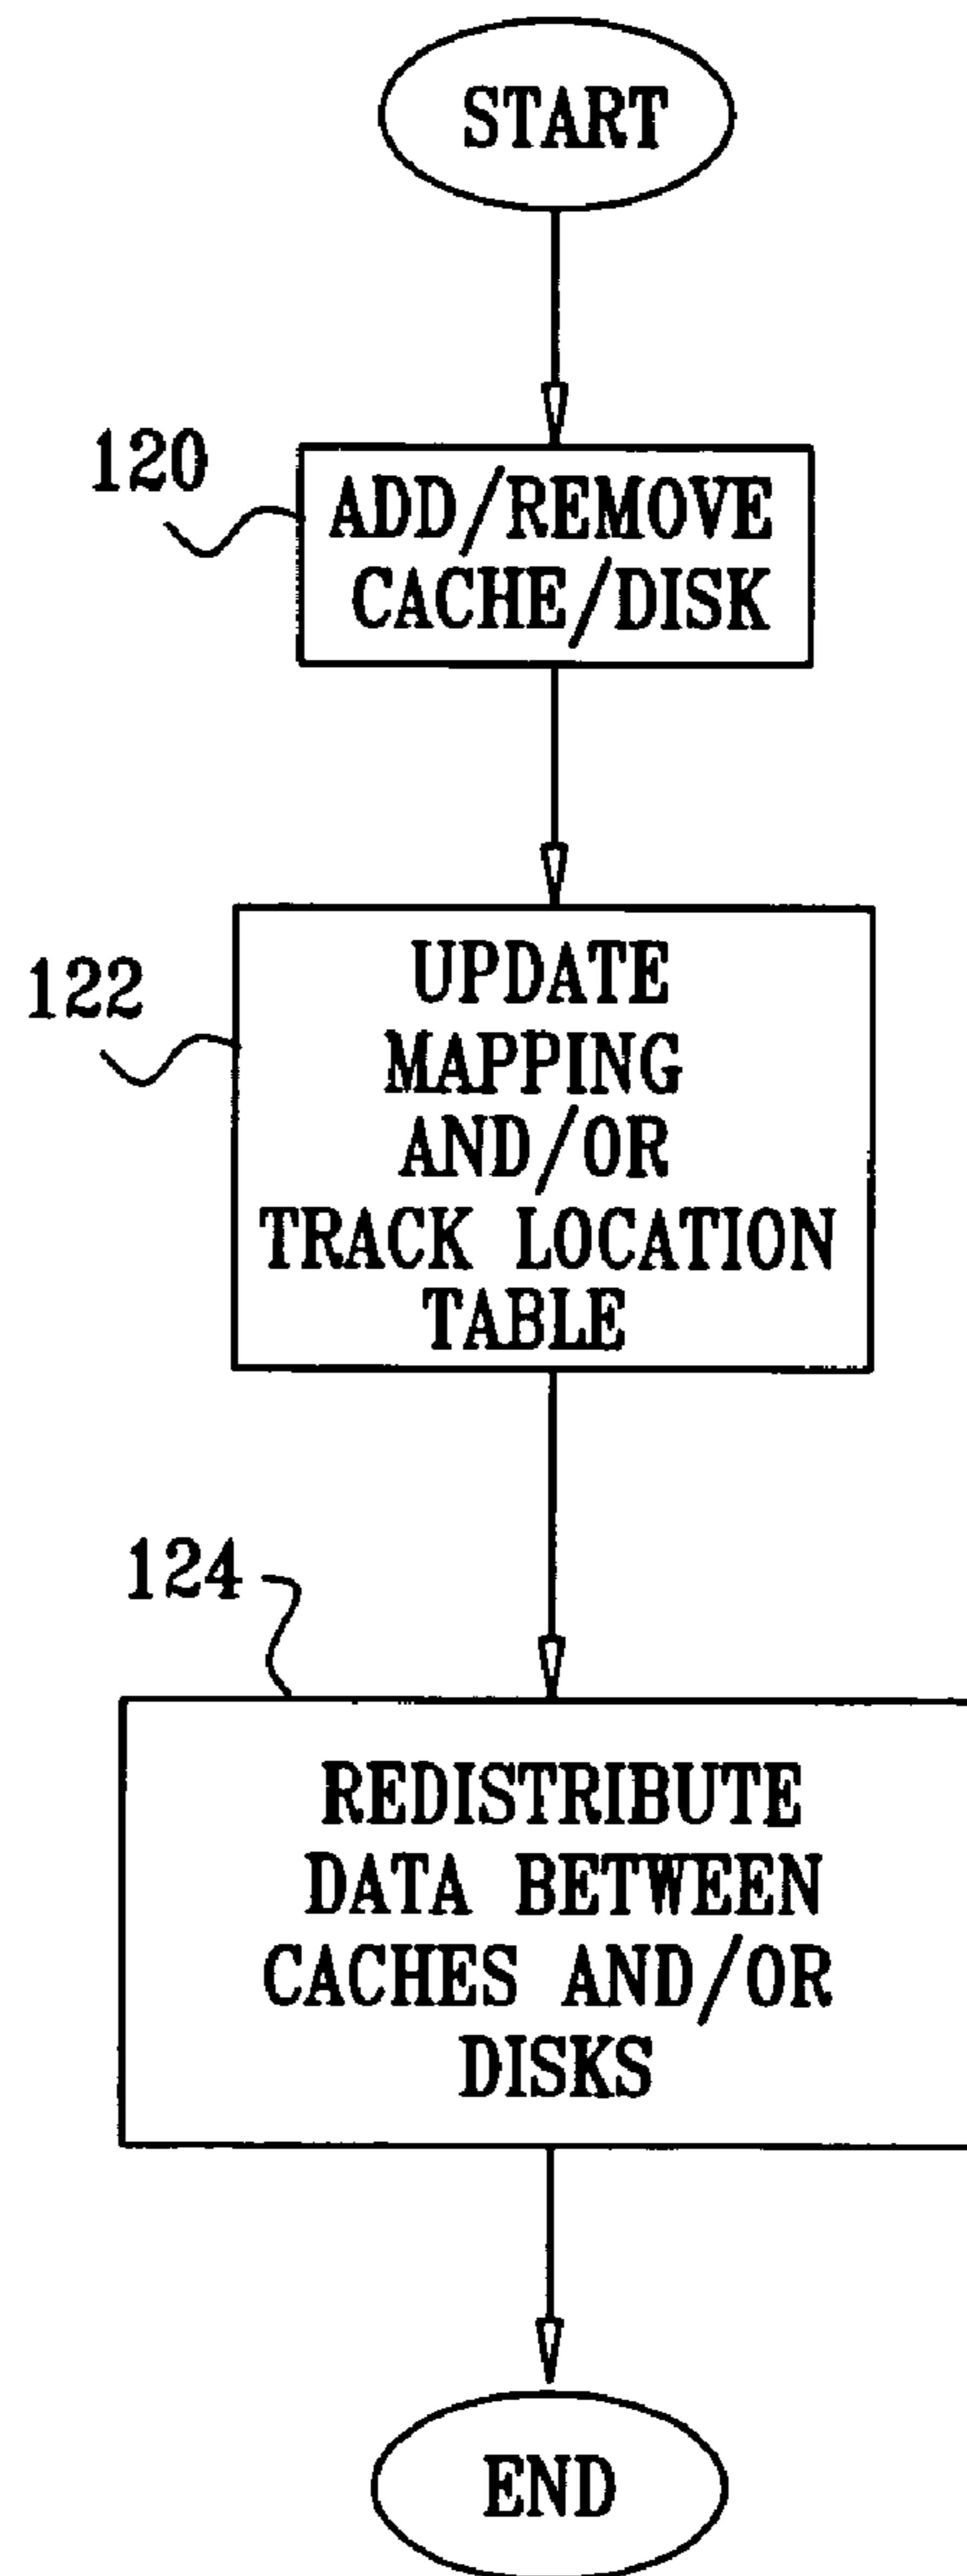 START
120
ADD/REMOVE
CACHE/DISK
122
UPDATE
MAPPING
AND/OR
TRACK LOCATION
TABLE
124
REDISTRIBUTE
DATA BETWEEN
CACHES AND/OR
DISKS
END